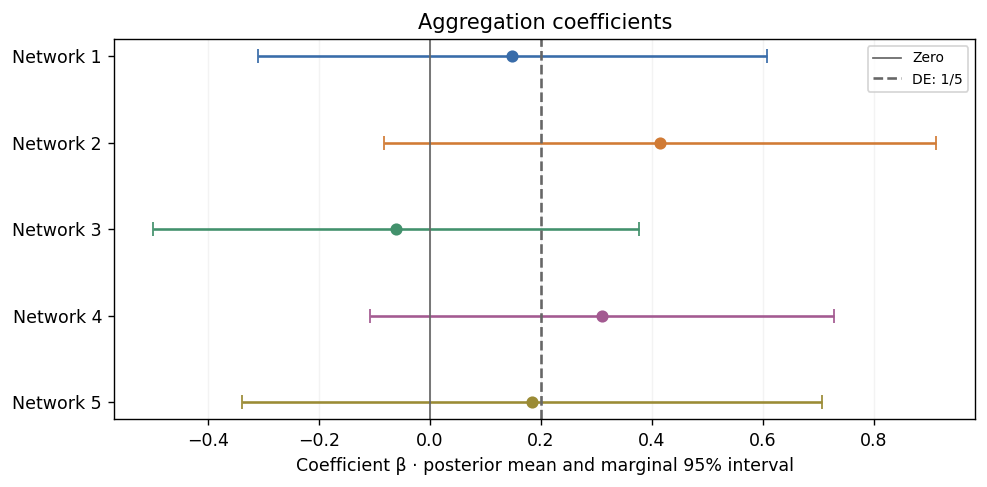 Aggregation coefficients
Network 1
Network 2
Network 3
Network 4
Network 5
Zero
DE: 1/5
−0.4 −0.2 0.0 0.2 0.4 0.6 0.8
Coefficient β · posterior mean and marginal 95% interval